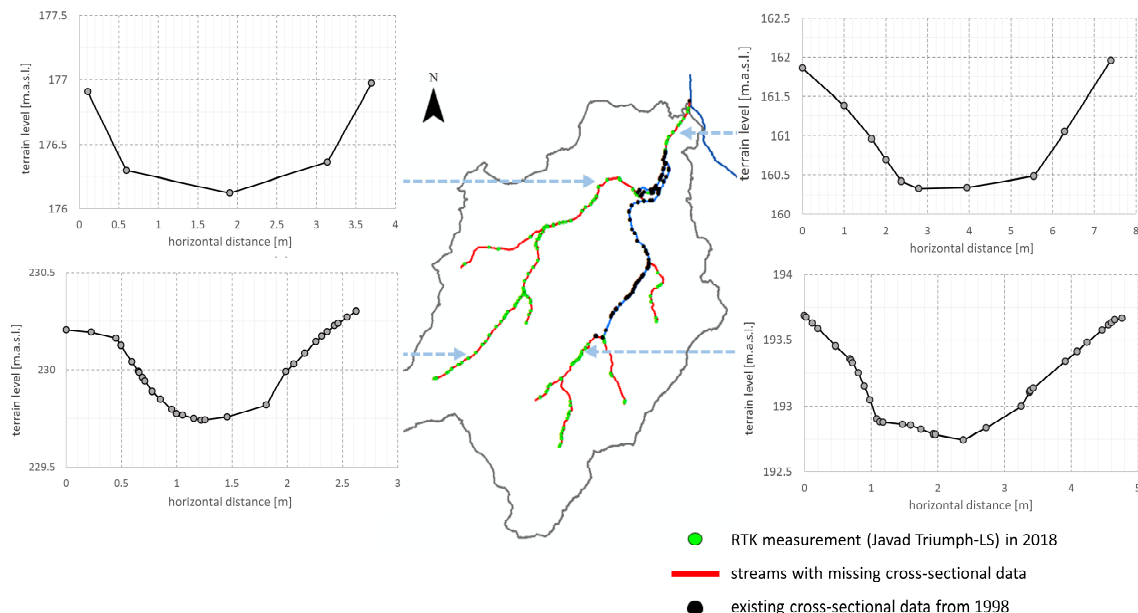 177.5
177
176.5
176
terrain level [m.a.s.l.]
0 0.5 1 1.5 2 2.5 3 3.5 4
horizontal distance [m]
N
162.5
162
161.5
161
160.5
160
terrain level [m.a.s.l.]
0 1 2 3 4 5 6 7 8
horizontal distance [m]
230.5
230
229.5
terrain level [m.a.s.l.]
0 0.5 1 1.5 2 2.5 3
horizontal distance [m]
194
193.5
193
192.5
terrain level [m.a.s.l.]
0 1 2 3 4 5
horizontal distance [m]
RTK measurement (Javad Triumph-LS) in 2018
streams with missing cross-sectional data
existing cross-sectional data from 1998